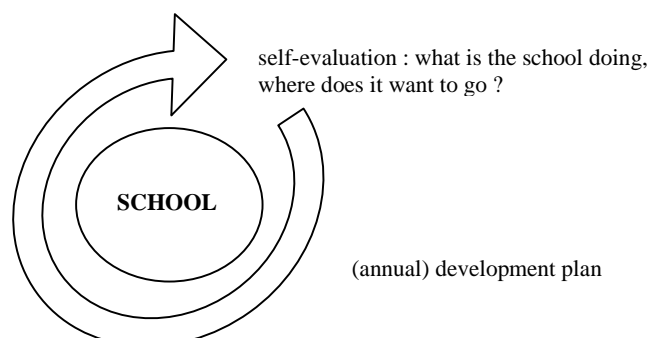 self-evaluation : what is the school doing,
where does it want to go ?
SCHOOL
(annual) development plan